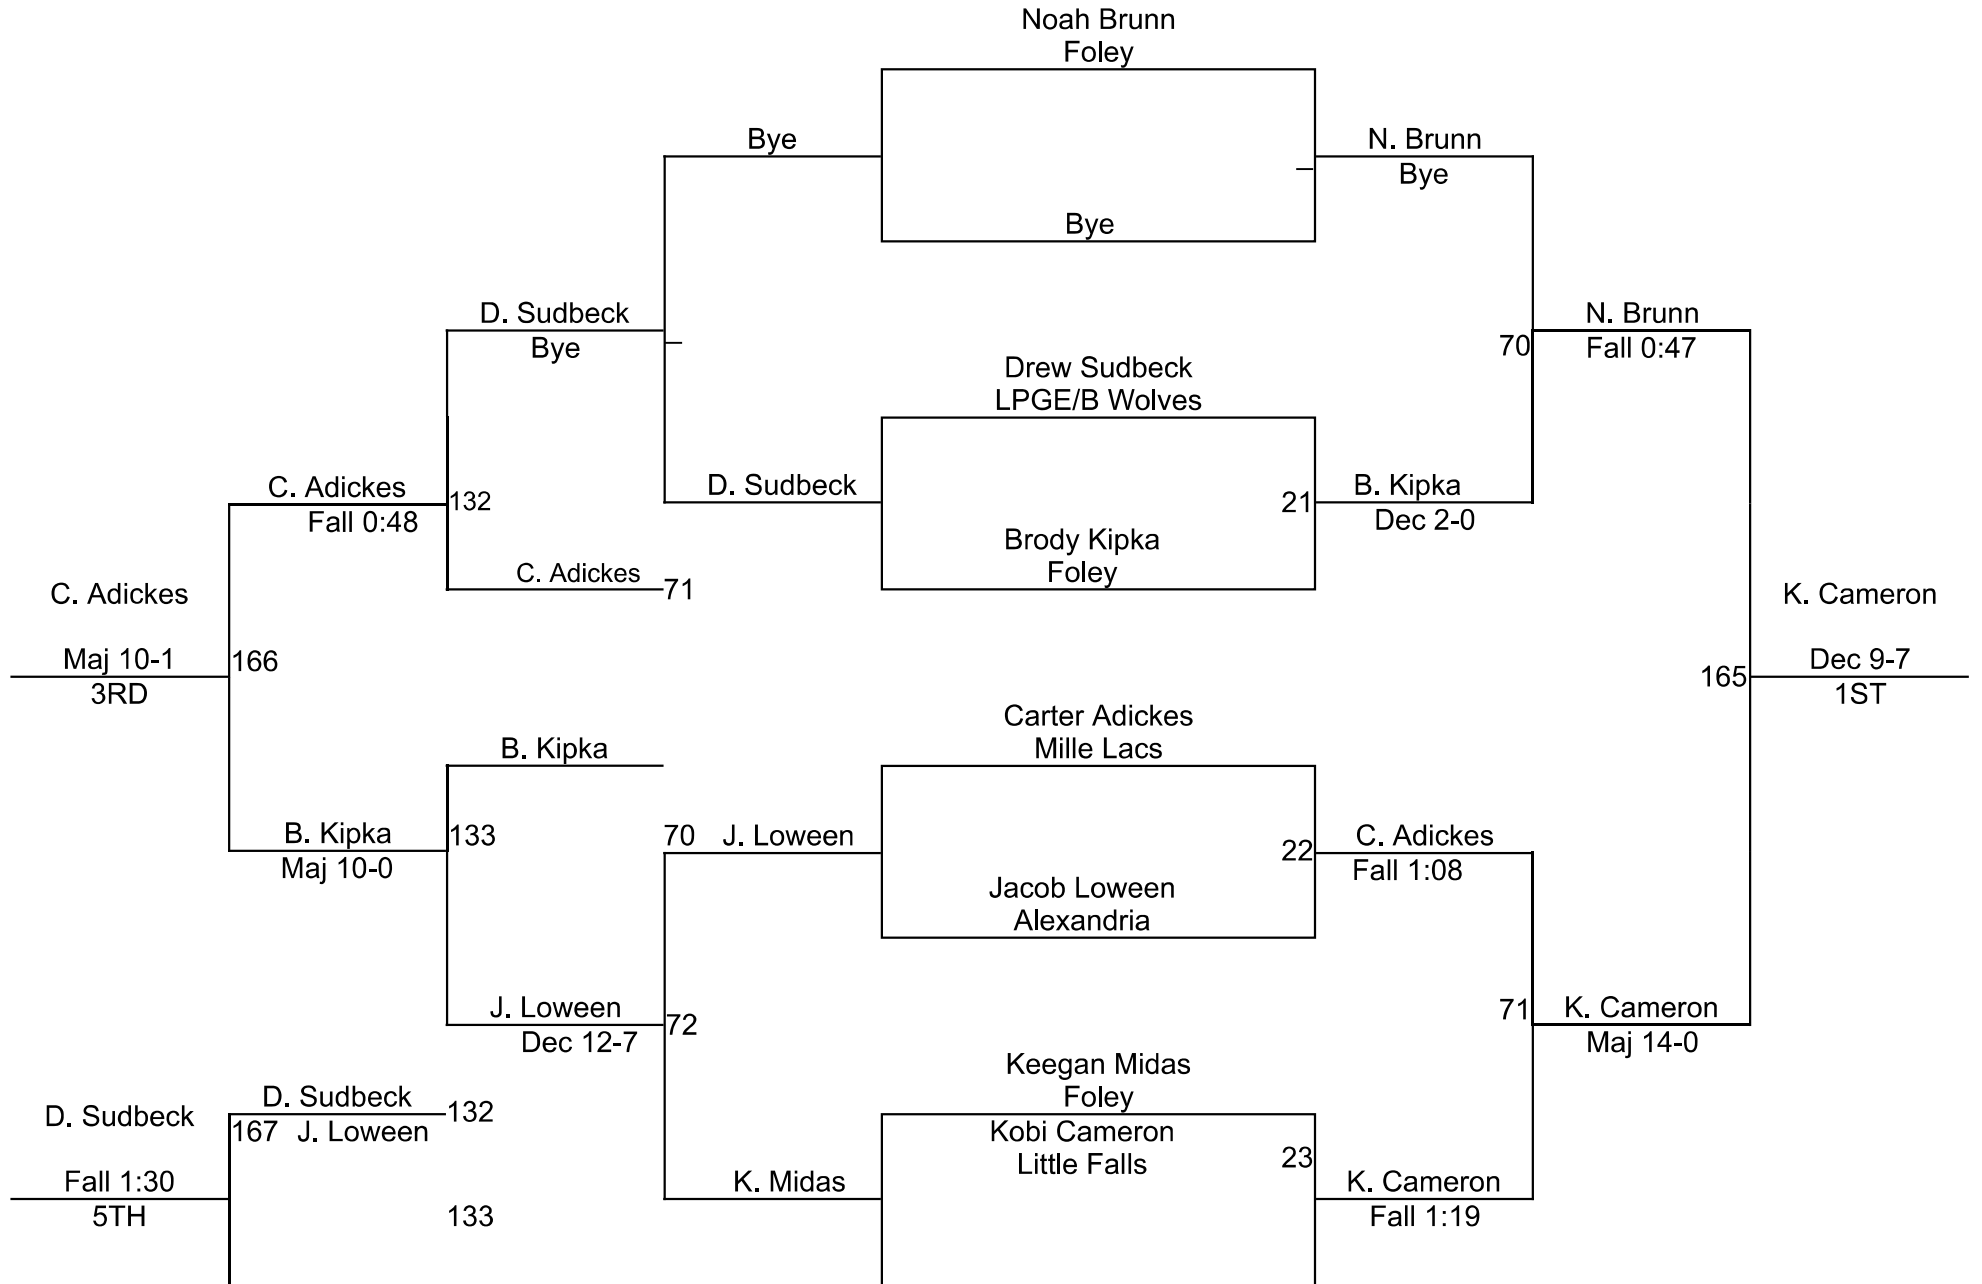 Noah Brunn
Foley
Bye
N. Brunn
Bye
Bye
D. Sudbeck
Bye
N. Brunn
70
Fall 0:47
Drew Sudbeck
LPGE/B Wolves
C. Adickes
132
Fall 0:48
D. Sudbeck
21
B. Kipka
Dec 2-0
Brody Kipka
Foley
C. Adickes
71
C. Adickes
K. Cameron
Maj 10-1
166
3RD
165
Dec 9-7
1ST
Carter Adickes
Mille Lacs
B. Kipka
B. Kipka
133
Maj 10-0
70
J. Loween
22
C. Adickes
Fall 1:08
Jacob Loween
Alexandria
J. Loween
72
Dec 12-7
71
K. Cameron
Maj 14-0
Keegan Midas
Foley
D. Sudbeck
D. Sudbeck
132
167
J. Loween
Kobi Cameron
Little Falls
23
Fall 1:30
5TH
133
K. Midas
K. Cameron
Fall 1:19